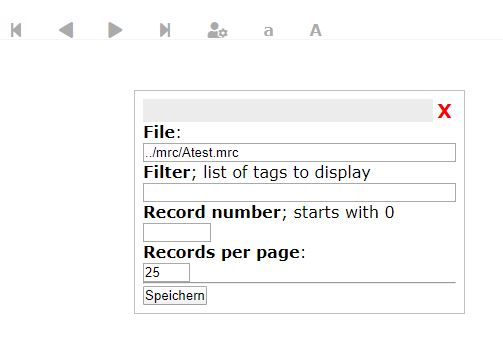 a A
X
File:
../mrc/Atest.mrc
Filter; list of tags to display
Record number; starts with 0
Records per page:
25
Speichern